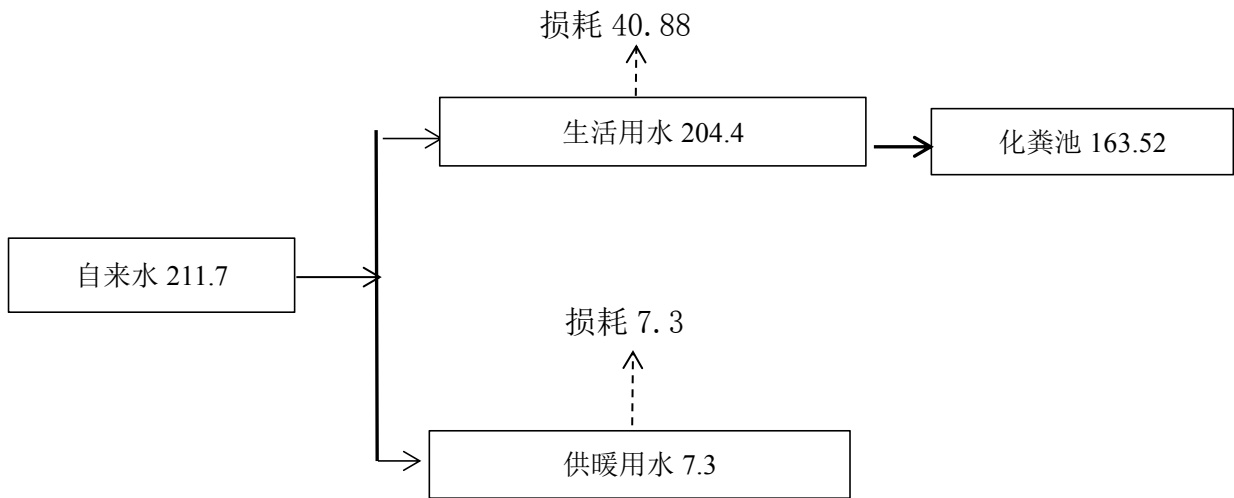 损耗 40.88
生活用水 204.4
化粪池 163.52
自来水 211.7
损耗 7.3
供暖用水 7.3